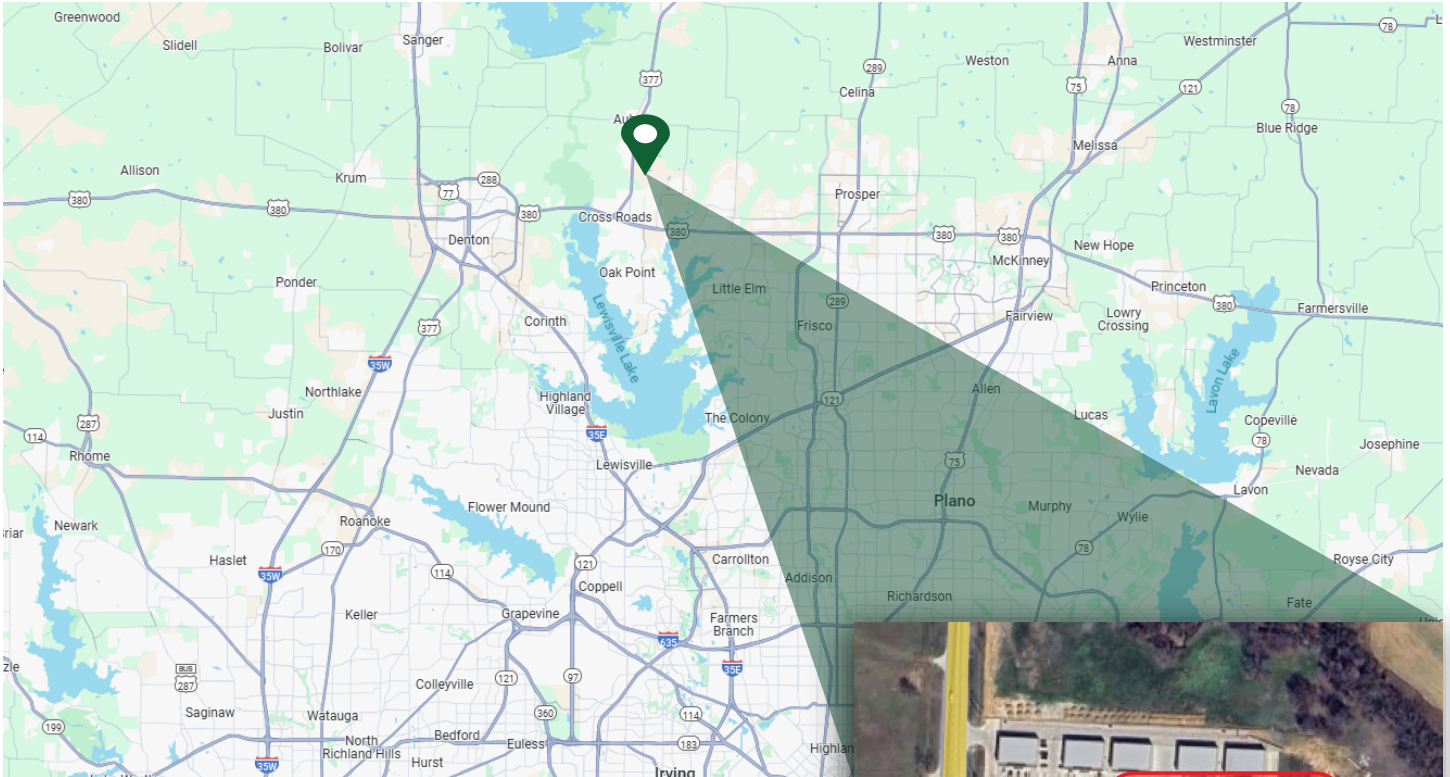 Greenwood
Slidell
Bolivar
Sanger
377
289
Celina
Weston
75
Anna
Westminster
121
78
78
Blue Ridge
Melissa
Allison
Krum
288
77
380
380
380
Denton
Cross Roads
380
Prosper
380
380
New Hope
McKinney
Ponder
Oak Point
Little Elm
289
Princeton
380
Farmersville
Lewisville Lake
Corinth
377
Frisco
Fairview
Lowry
Crossing
35W
Northlake
Justin
Highland
Village
121
Allen
Lucas
Lavon Lake
Copeville
287
114
Rhome
35E
The Colony
78
Josephine
Lewisville
75
Nevada
Lavon
Newark
Roanoke
Flower Mound
Plano
Murphy
Wylie
170
Haslet
35W
114
121
Coppell
Carrollton
Addison
78
Royse City
Richardson
Fate
Keller
Grapevine
Farmers
Branch
635
35E
BUS
287
Colleyville
121
97
Saginaw
Watauga
360
114
199
North
Richland Hills
Bedford
Euless
183
35W
Hurst
Irving